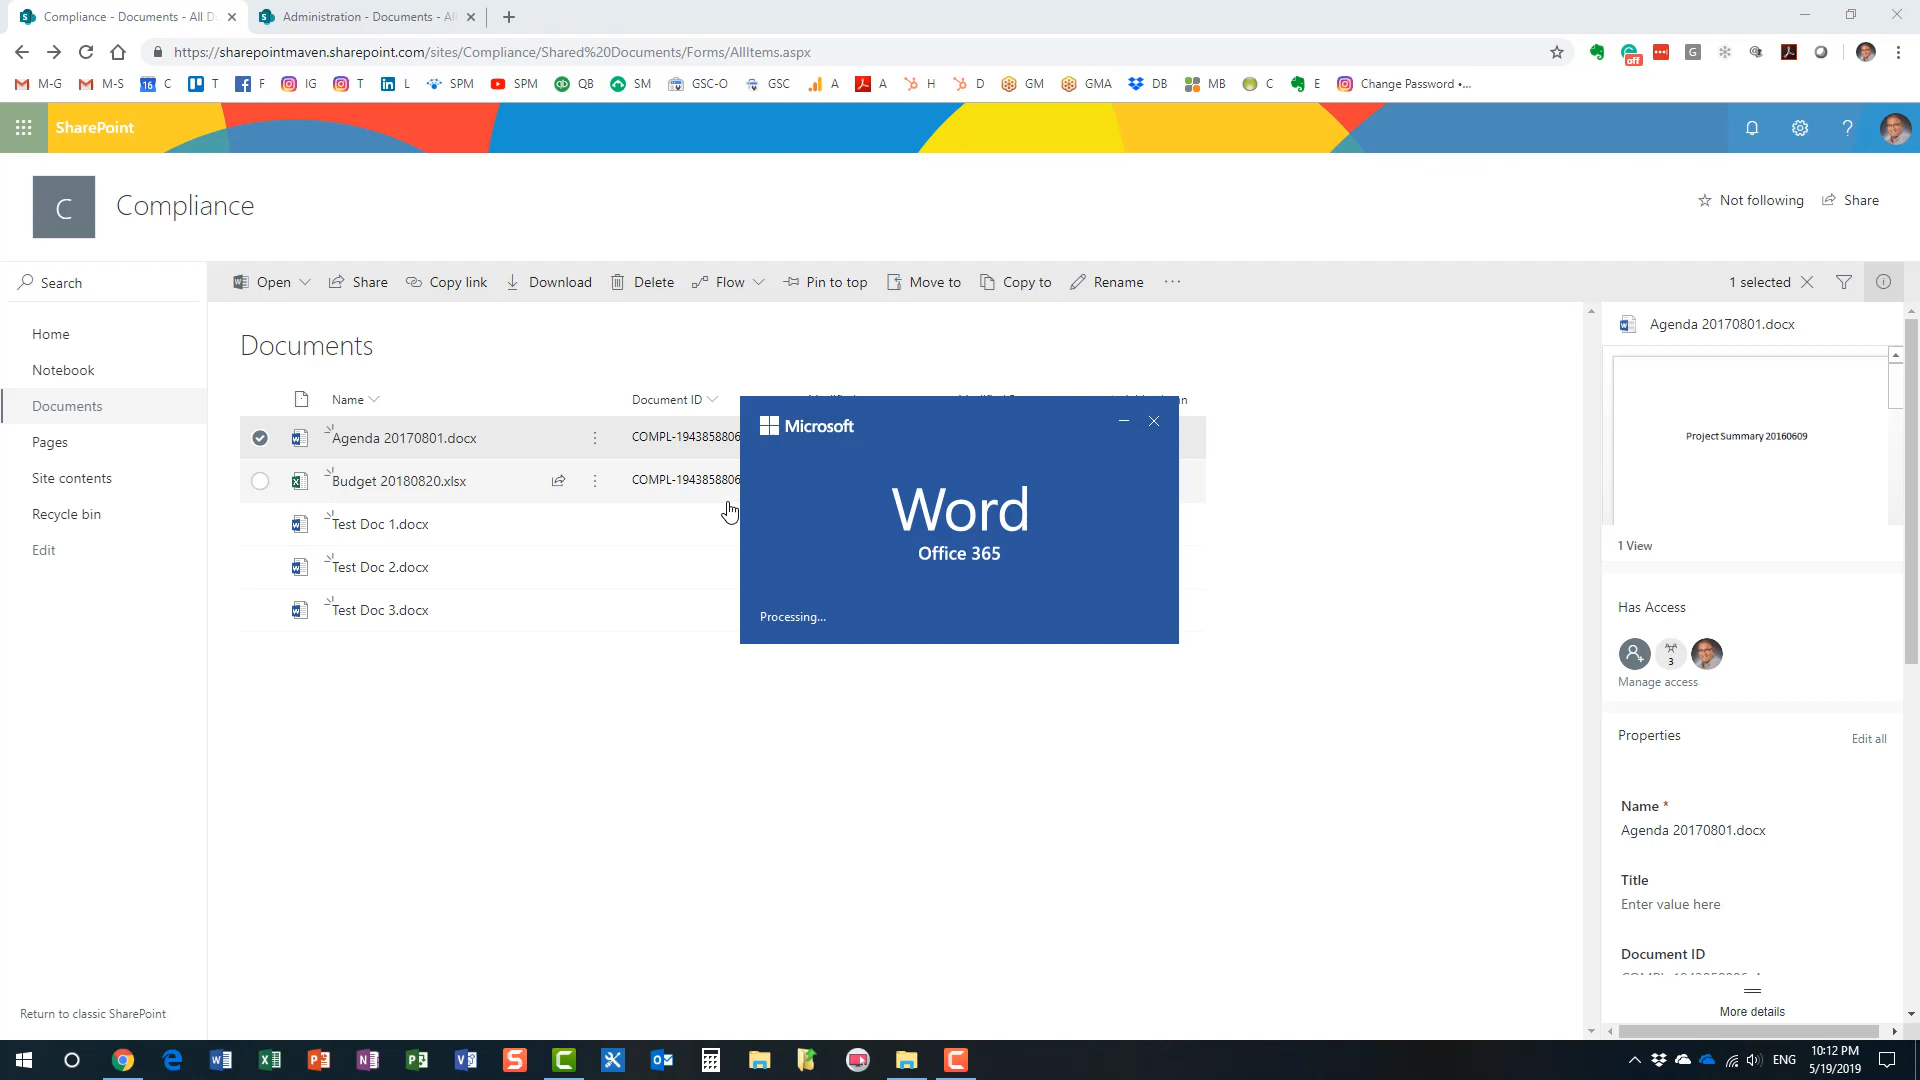 Compliance - Documents - All D
Administration - Documents - All
https://sharepointmaven.sharepoint.com/sites/Compliance/Shared%20Documents/Forms/AllItems.aspx
off
M-G M-S 16 C T F IG T L SPM SPM QB SM GSC-O GSC A A H D GM GMA DB MB C E Change Password •...
SharePoint
C
Compliance
Not following
Share
Search
Open Share Copy link Download Delete Flow Pin to top Move to Copy to Rename ...
1 selected
Home
Notebook
Documents
Pages
Site contents
Recycle bin
Edit
Return to classic SharePoint
Documents
Name Document ID
Agenda 20170801.docx COMPL-1943858806
Budget 20180820.xlsx COMPL-1943858806
Test Doc 1.docx
Test Doc 2.docx
Test Doc 3.docx
Microsoft
Word
Office 365
Processing...
Agenda 20170801.docx
Project Summary 20160609
1 View
Has Access
3
Manage access
Properties
Edit all
Name *
Agenda 20170801.docx
Title
Enter value here
Document ID
More details
ENG
10:12 PM
5/19/2019